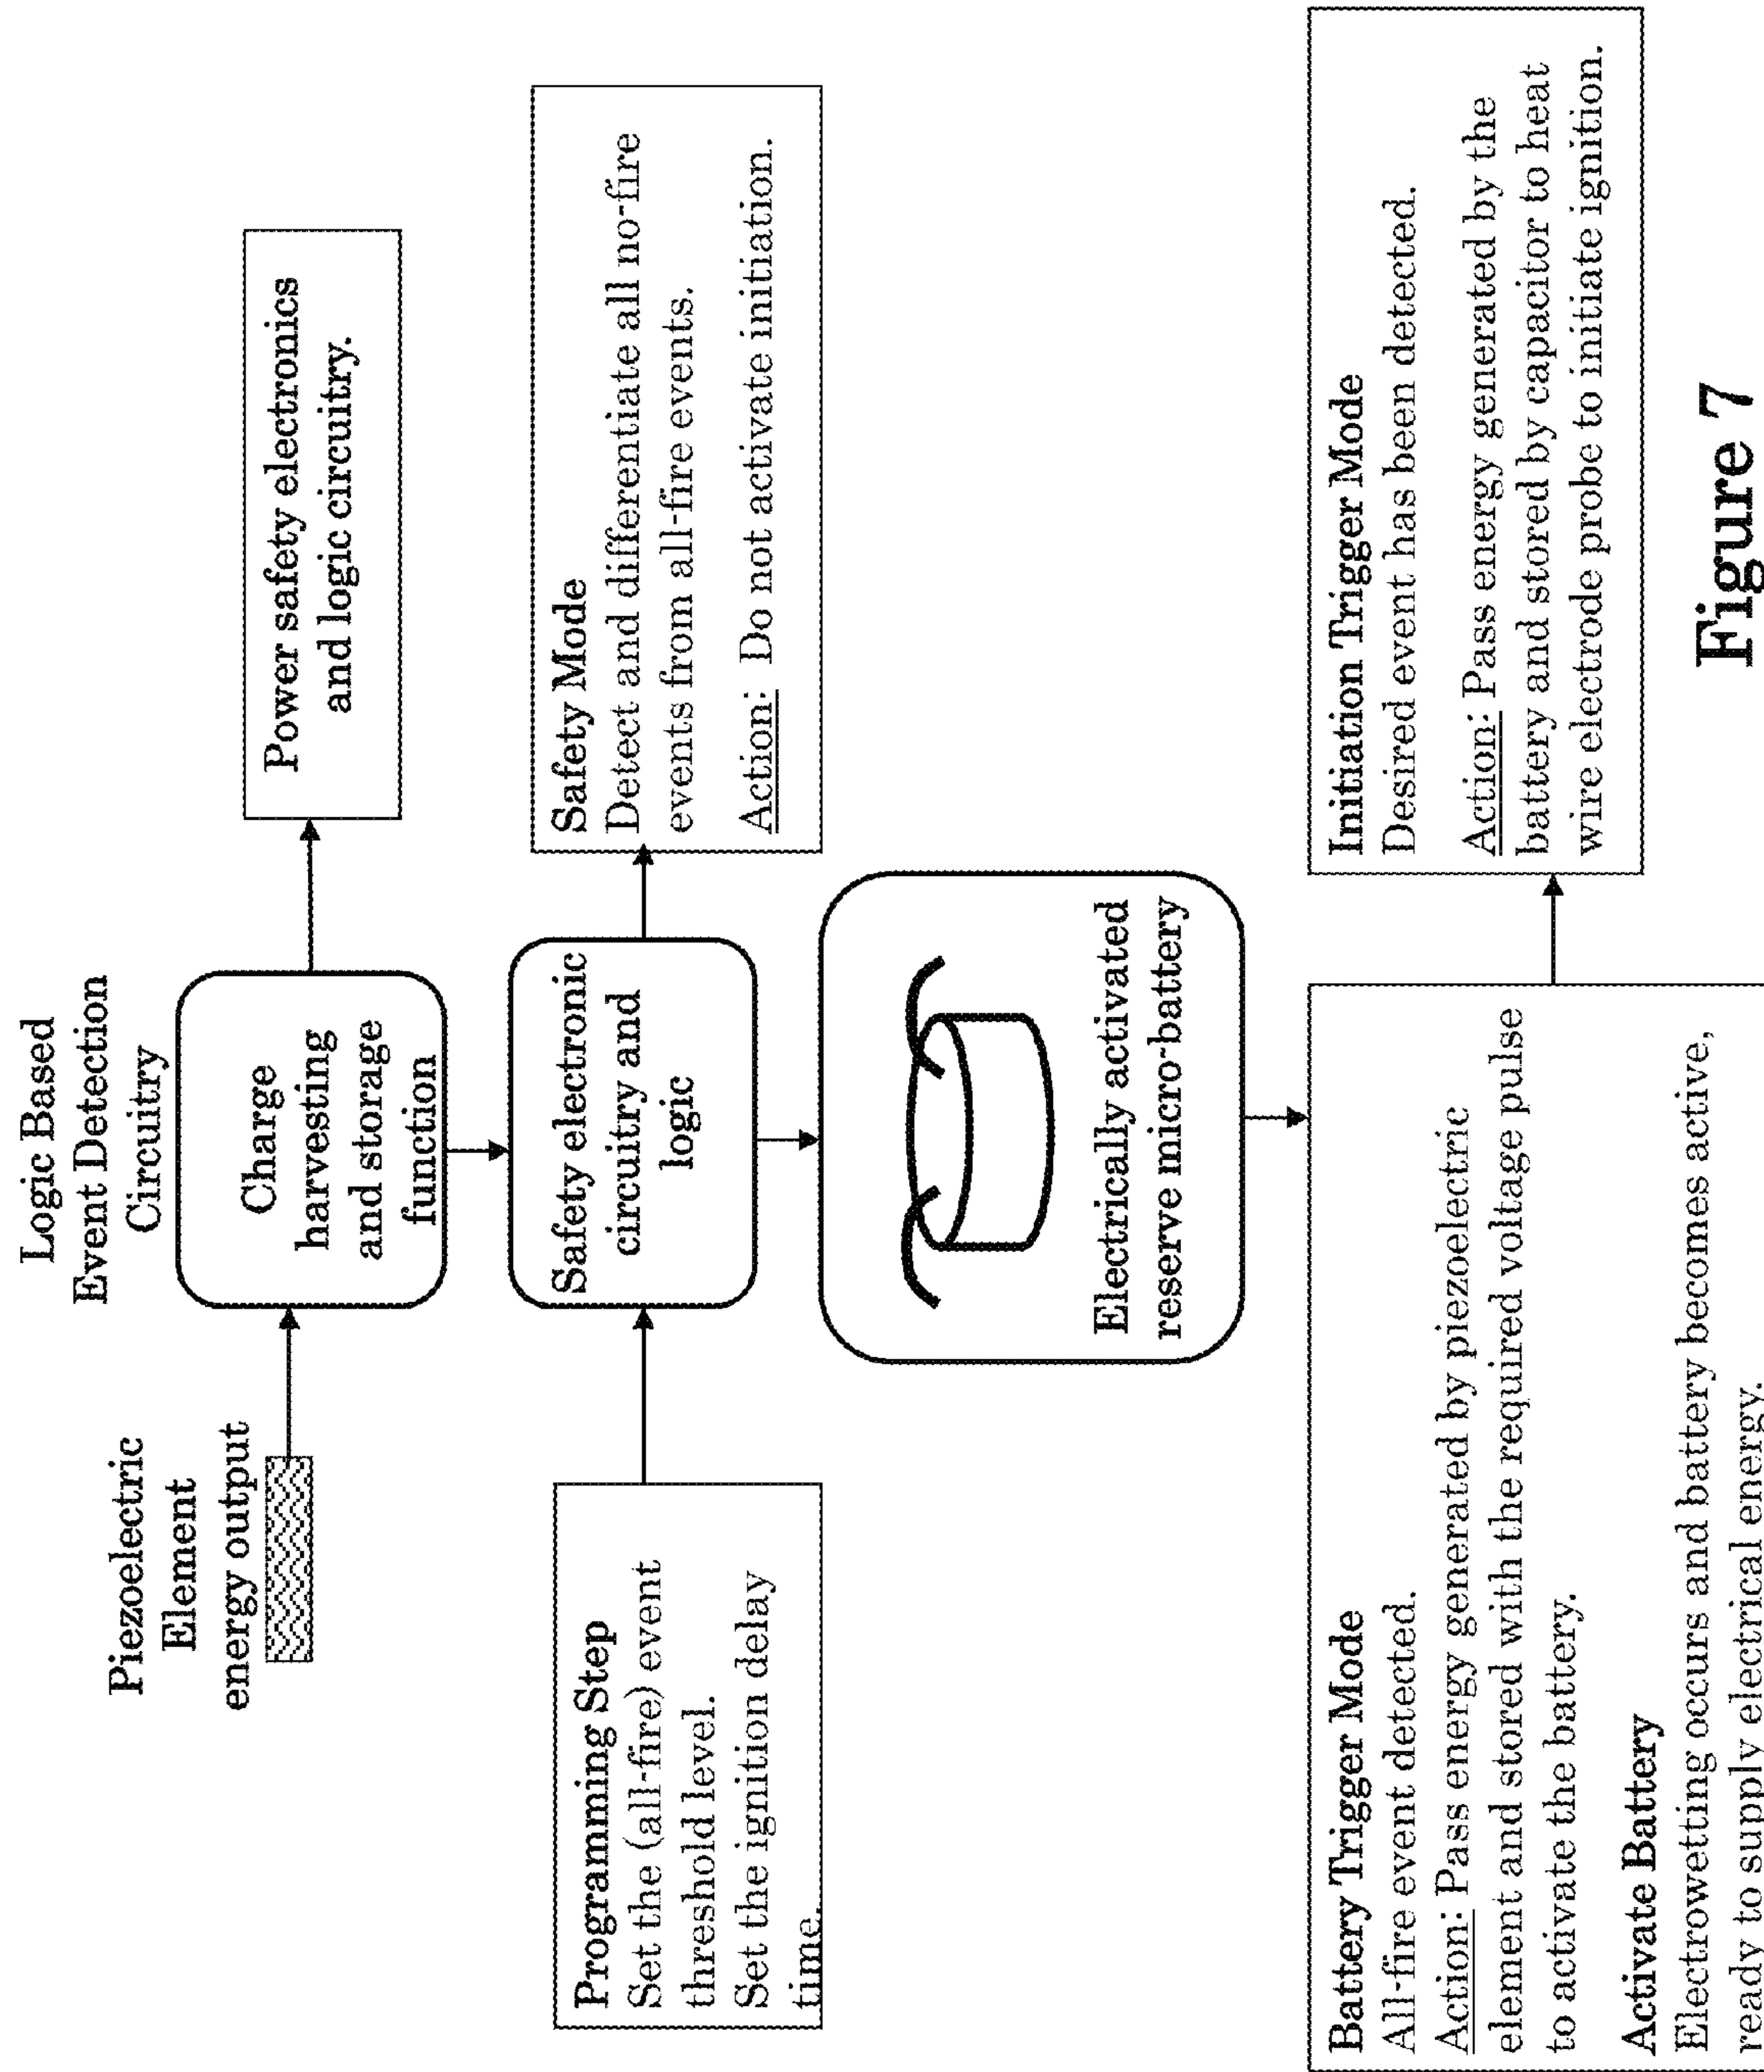 Logic Based
Event Detection
Circuitry
Piezoelectric
Element
energy output
Charge
harvesting
and storage
function
Power safety electronics
and logic circuitry.
Programming Step
Set the (all-fire) event
threshold level.
Set the ignition delay
time.
Safety electronic
circuitry and
logic
Safety Mode
Detect and differentiate all no-fire
events from all-fire events.
Action: Do not activate initiation.
Electrically activated
reserve micro-battery
Battery Trigger Mode
All-fire event detected.
Action: Pass energy generated by piezoelectric
element and stored with the required voltage pulse
to activate the battery.
Activate Battery
Electrowetting occurs and battery becomes active,
ready to supply electrical energy.
Initiation Trigger Mode
Desired event has been detected.
Action: Pass energy generated by the
battery and stored by capacitor to heat
wire electrode probe to initiate ignition.
Figure 7